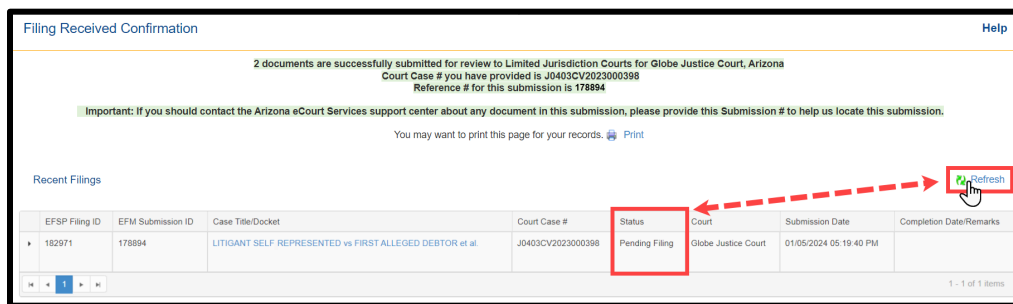 Filing Received Confirmation
Help
2 documents are successfully submitted for review to Limited Jurisdiction Courts for Globe Justice Court, Arizona
Court Case # you have provided is J0403CV2023000398
Reference # for this submission is 178894
Important: If you should contact the Arizona eCourt Services support center about any document in this submission, please provide this Submission # to help us locate this submission.
You may want to print this page for your records. Print
Recent Filings
Refresh
EFSP Filing ID EFM Submission ID Case Title/Docket Court Case # Status Court Submission Date Completion Date/Remarks
182971 178894 LITIGANT SELF REPRESENTED vs FIRST ALLEGED DEBTOR et al. J0403CV2023000398 Pending Filing Globe Justice Court 01/05/2024 05:19:40 PM
1
1 - 1 of 1 items